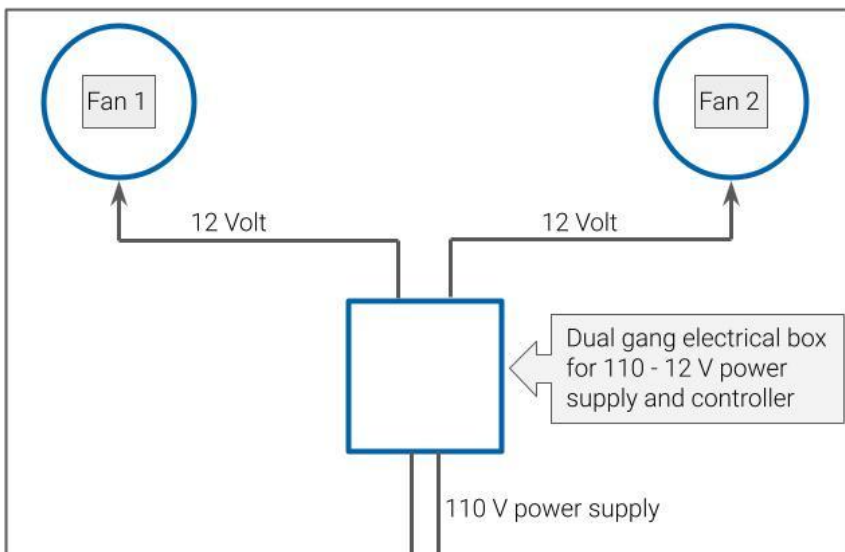 Fan 1
Fan 2
12 Volt
12 Volt
Dual gang electrical box
for 110 - 12 V power
supply and controller
110 V power supply